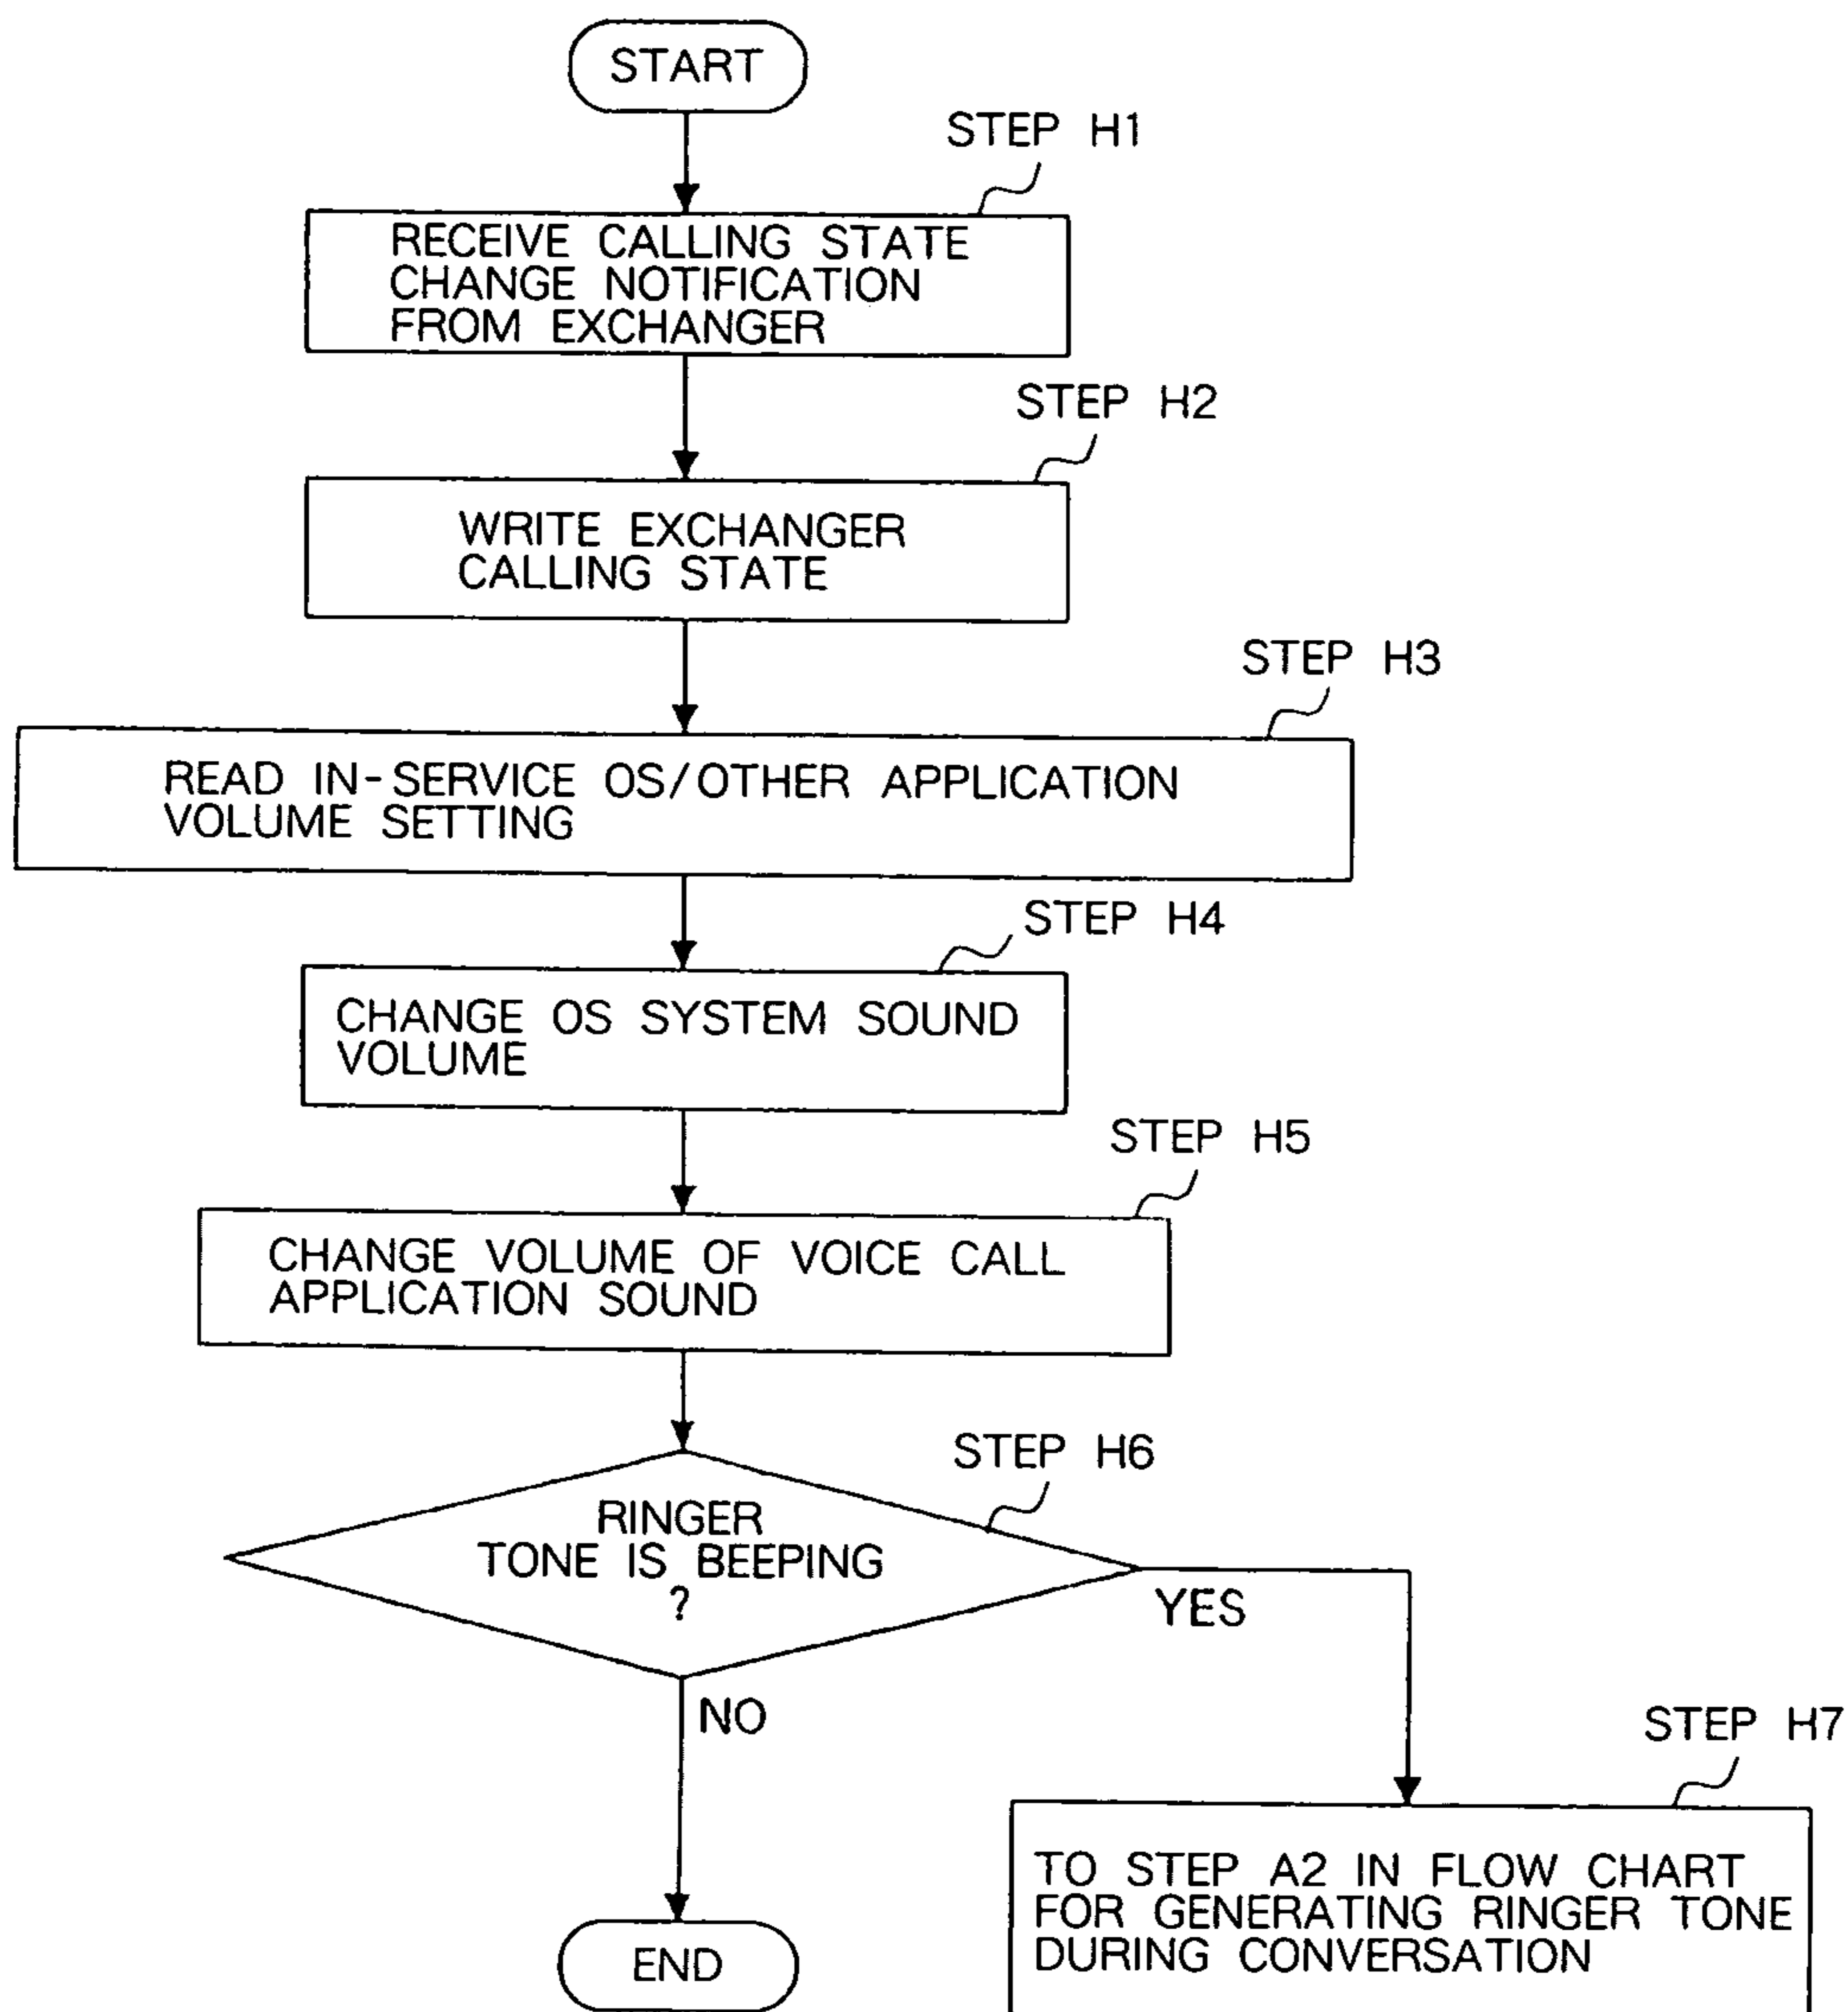 START
STEP H1
RECEIVE CALLING STATE
CHANGE NOTIFICATION
FROM EXCHANGER
STEP H2
WRITE EXCHANGER
CALLING STATE
STEP H3
READ IN-SERVICE OS/OTHER APPLICATION
VOLUME SETTING
STEP H4
CHANGE OS SYSTEM SOUND
VOLUME
STEP H5
CHANGE VOLUME OF VOICE CALL
APPLICATION SOUND
STEP H6
RINGER
TONE IS BEEPING
?
YES
NO
STEP H7
TO STEP A2 IN FLOW CHART
FOR GENERATING RINGER TONE
DURING CONVERSATION
END